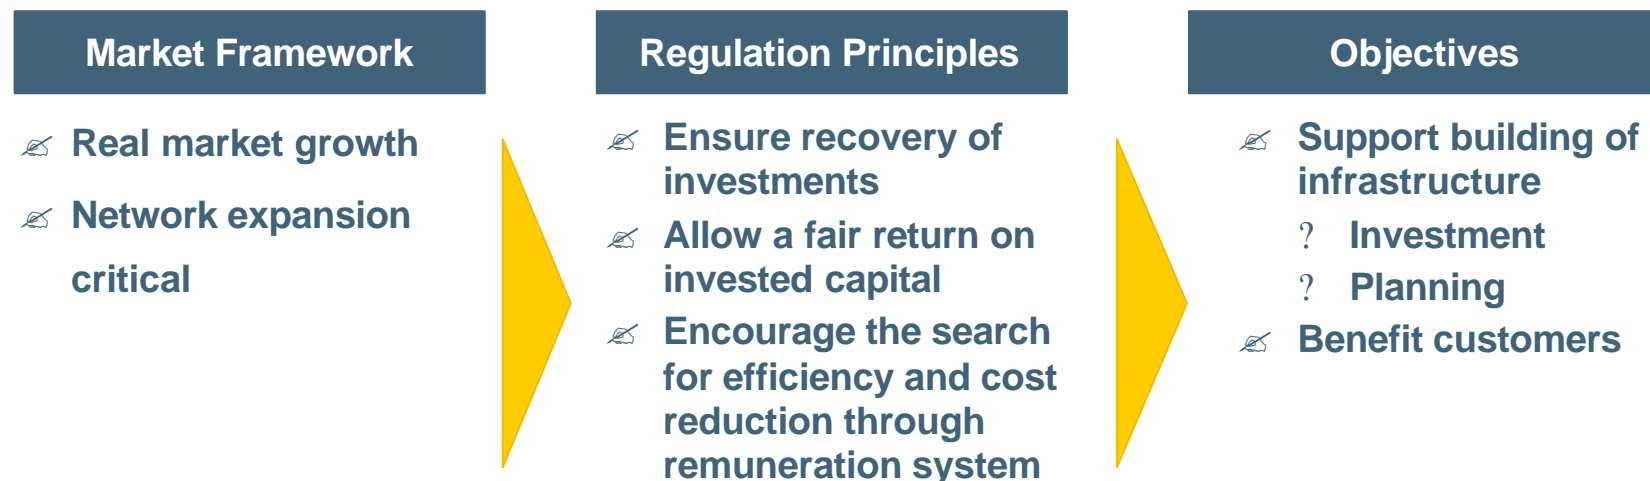 Market Framework
Real market growth
Network expansion
critical
Regulation Principles
Ensure recovery of
investments
Allow a fair return on
invested capital
Encourage the search
for efficiency and cost
reduction through
remuneration system
Objectives
Support building of
infrastructure
? Investment
? Planning
Benefit customers